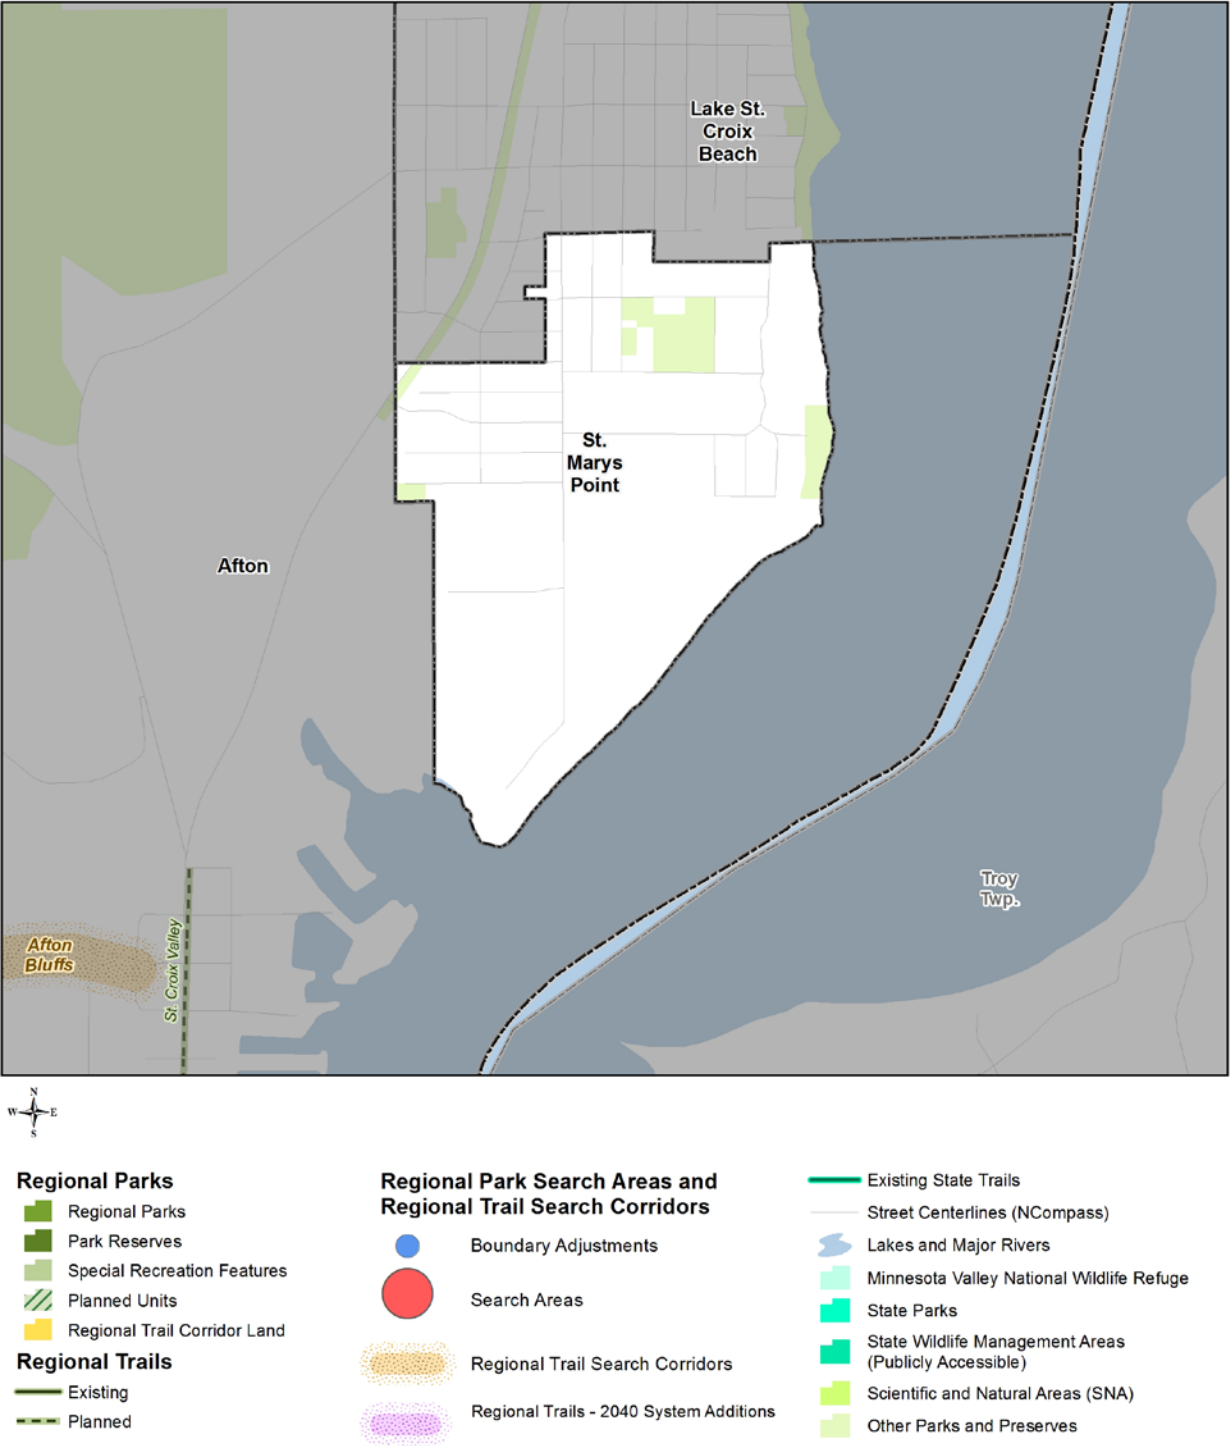 Lake St.
Croix
Beach
St.
Marys
Point
Afton
Troy
Twp.
Afton
Bluffs
St. Croix Valley
N
W E
S
Regional Parks
Regional Parks
Park Reserves
Special Recreation Features
Planned Units
Regional Trail Corridor Land
Regional Trails
Existing
Planned
Regional Park Search Areas and
Regional Trail Search Corridors
Boundary Adjustments
Search Areas
Regional Trail Search Corridors
Regional Trails - 2040 System Additions
Existing State Trails
Street Centerlines (NCompass)
Lakes and Major Rivers
Minnesota Valley National Wildlife Refuge
State Parks
State Wildlife Management Areas
(Publicly Accessible)
Scientific and Natural Areas (SNA)
Other Parks and Preserves